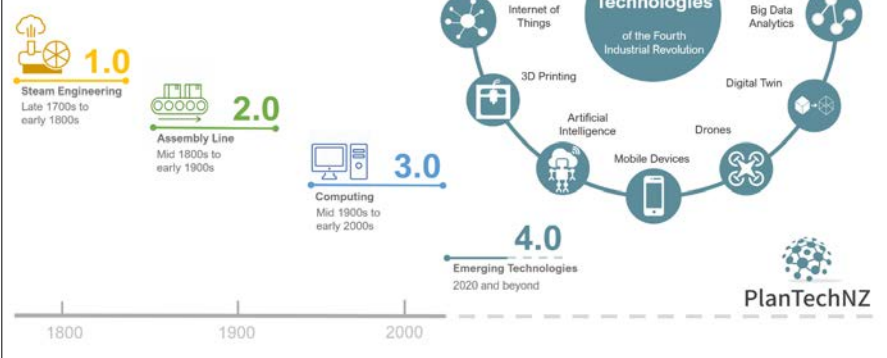 1.0
Steam Engineering
Late 1700s to
early 1800s
2.0
Assembly Line
Mid 1800s to
early 1900s
3.0
Computing
Mid 1900s to
early 2000s
4.0
Emerging Technologies
2020 and beyond
Technologies
of the Fourth
Industrial Revolution
Internet of
Things
3D Printing
Artificial
Intelligence
Mobile Devices
Drones
Digital Twin
Big Data
Analytics
PlanTechNZ
1800
1900
2000